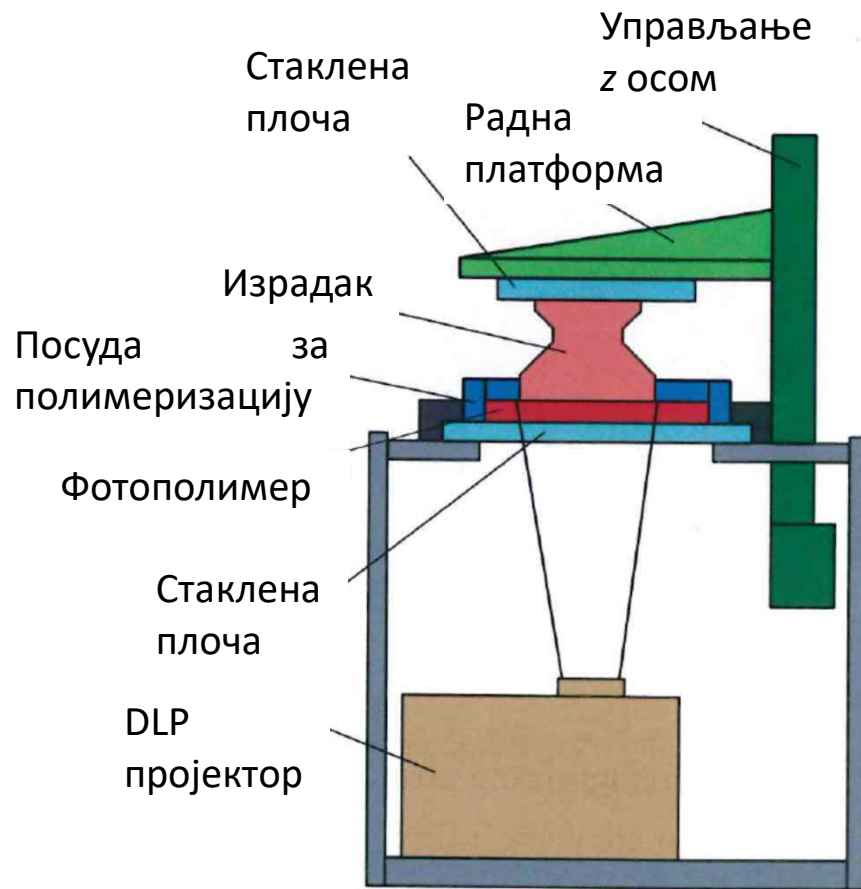 Управљање
z осом
Стаклена
плоча
Радна
платформа
Израдак
Посуда за
полимеризацију
Фотополимер
Стаклена
плоча
DLP
пројектор